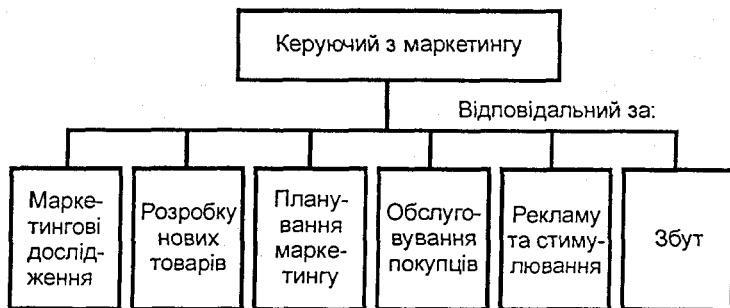 Керуючий з маркетингу
Відповідальний за:
Марке-
тингові
дослід-
ження
Розробку
нових
товарів
Плану-
вання
марке-
тингу
Обслуго-
вування
покупців
Рекламу
та стиму-
лювання
Збут